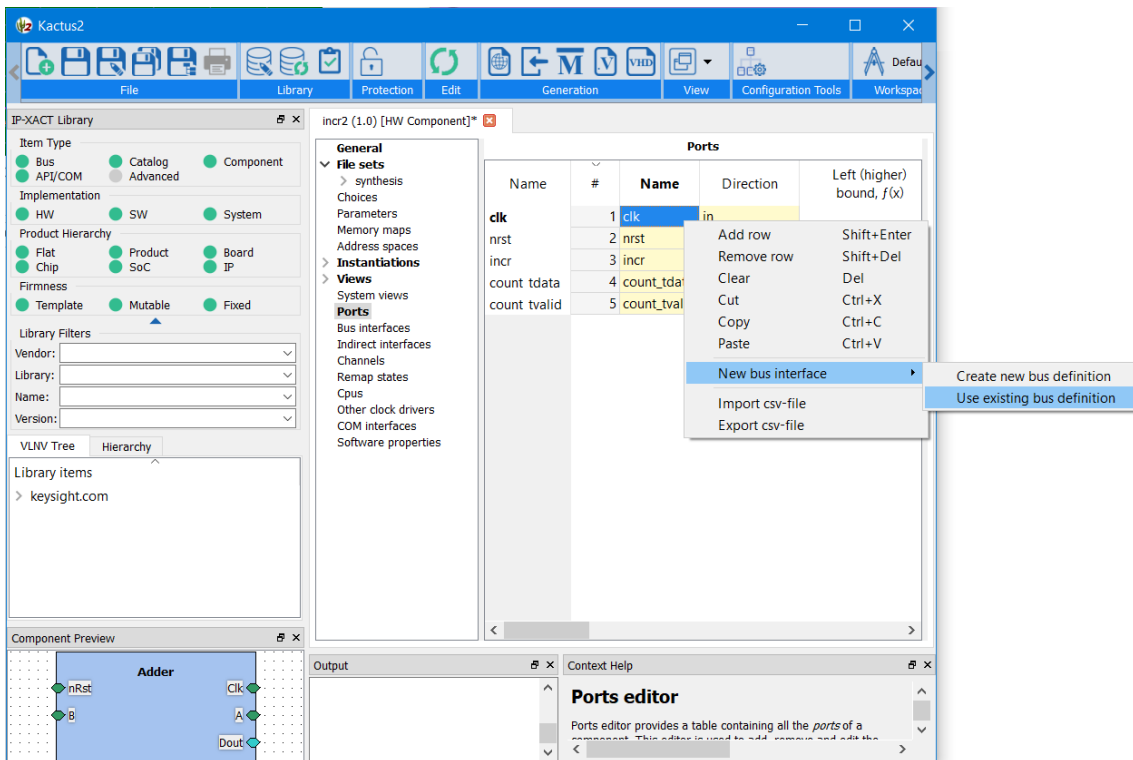 Kactus2
VHD
Defau
File
Library
Protection
Edit
Generation
View
Configuration Tools
Workspac
IP-XACT Library
incr2 (1.0) [HW Component]*
Item Type
Bus Catalog Component
API/COM Advanced
Implementation
HW SW System
Product Hierarchy
Flat Product Board
Chip SoC IP
Firmness
Template Mutable Fixed
Library Filters
Vendor:
Library:
Name:
Version:
VLNV Tree Hierarchy
Library items
keysight.com
General
File sets
synthesis
Choices
Parameters
Memory maps
Address spaces
Instantiations
Views
System views
Ports
Bus interfaces
Indirect interfaces
Channels
Remap states
Cpus
Other clock drivers
COM interfaces
Software properties
Ports
Name # Name Direction Left (higher)
bound, ƒ(x)
clk 1 clk in
nrst 2 nrst
incr 3 incr
count tdata 4 count_tda
count tvalid 5 count_tval
Add row Shift+Enter
Remove row Shift+Del
Clear Del
Cut Ctrl+X
Copy Ctrl+C
Paste Ctrl+V
New bus interface
Import csv-file
Export csv-file
Create new bus definition
Use existing bus definition
Component Preview
Adder
nRst Clk
B A
Dout
Output
Context Help
Ports editor
Ports editor provides a table containing all the ports of a